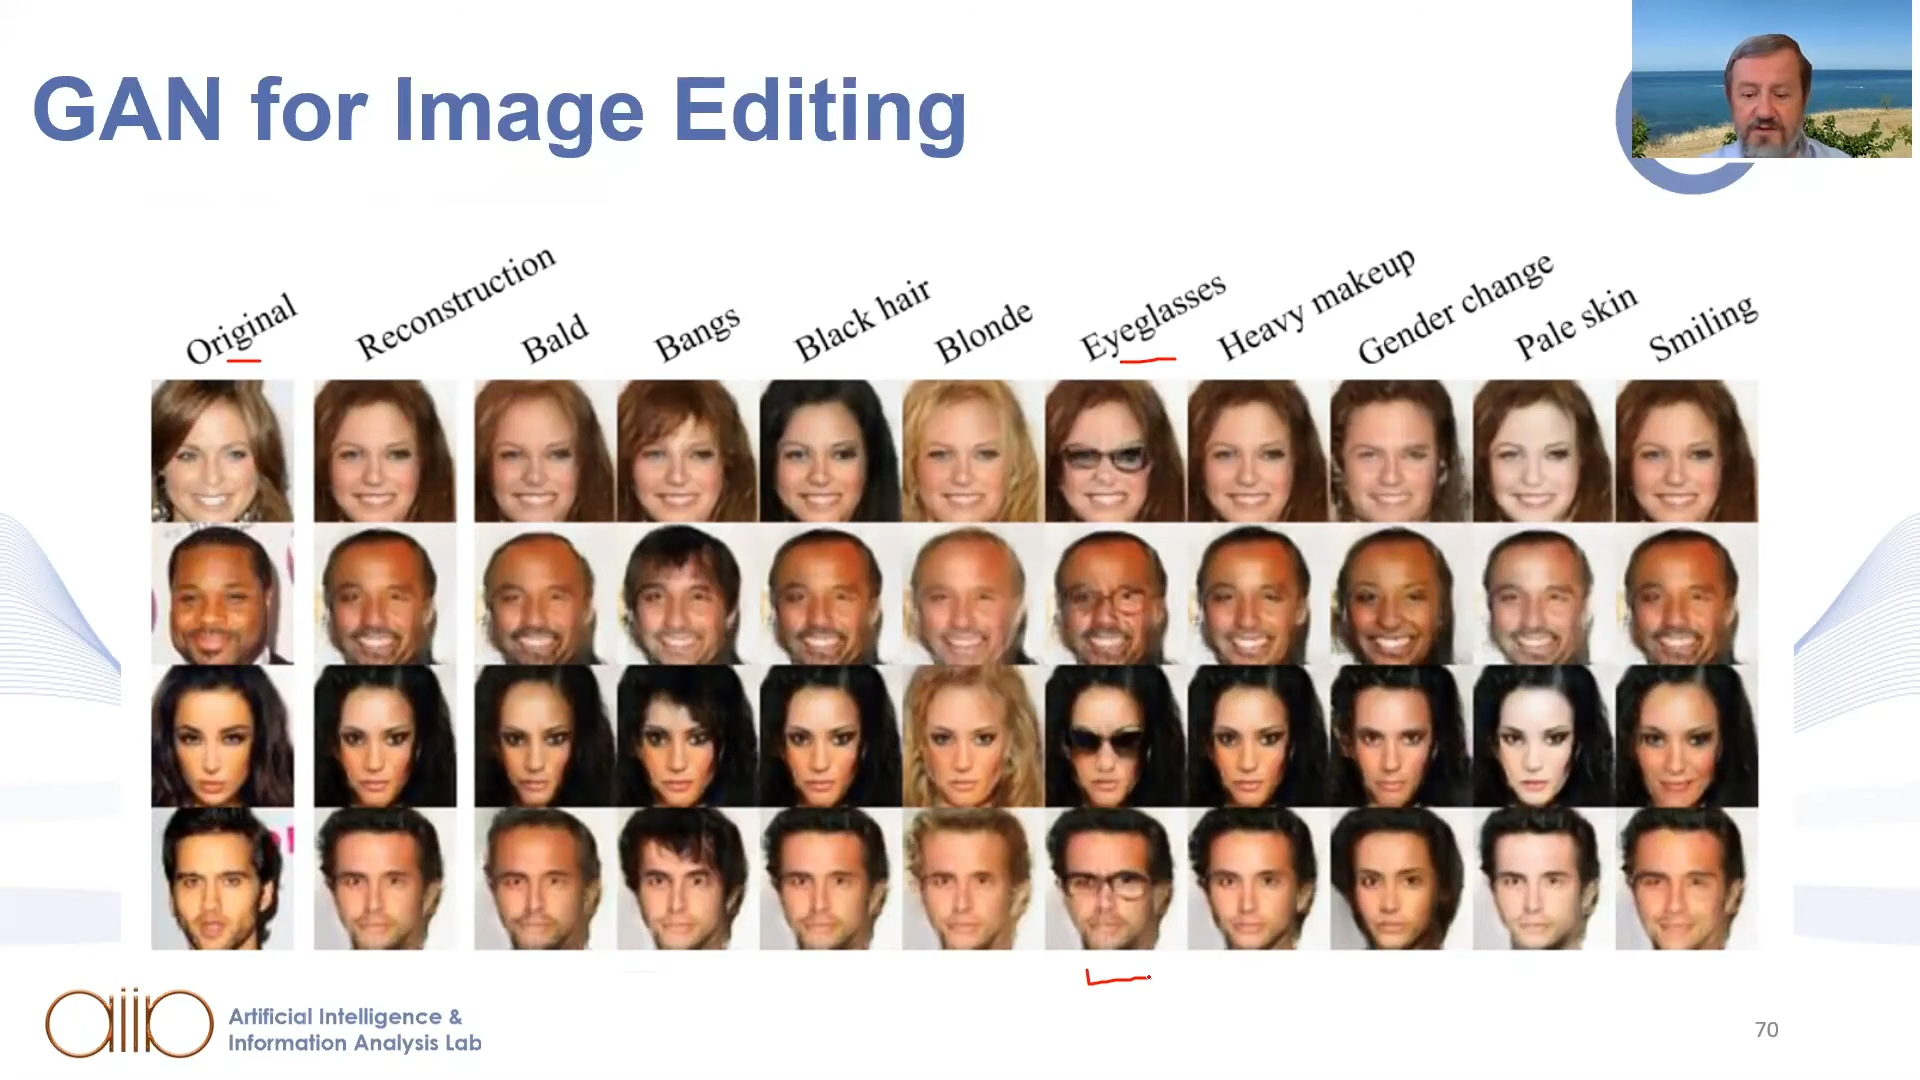 GAN for Image Editing
Original
Reconstruction
Bald
Bangs
Black hair
Blonde
Eyeglasses
Heavy makeup
Gender change
Pale skin
Smiling
aiia
Artificial Intelligence &
Information Analysis Lab
70